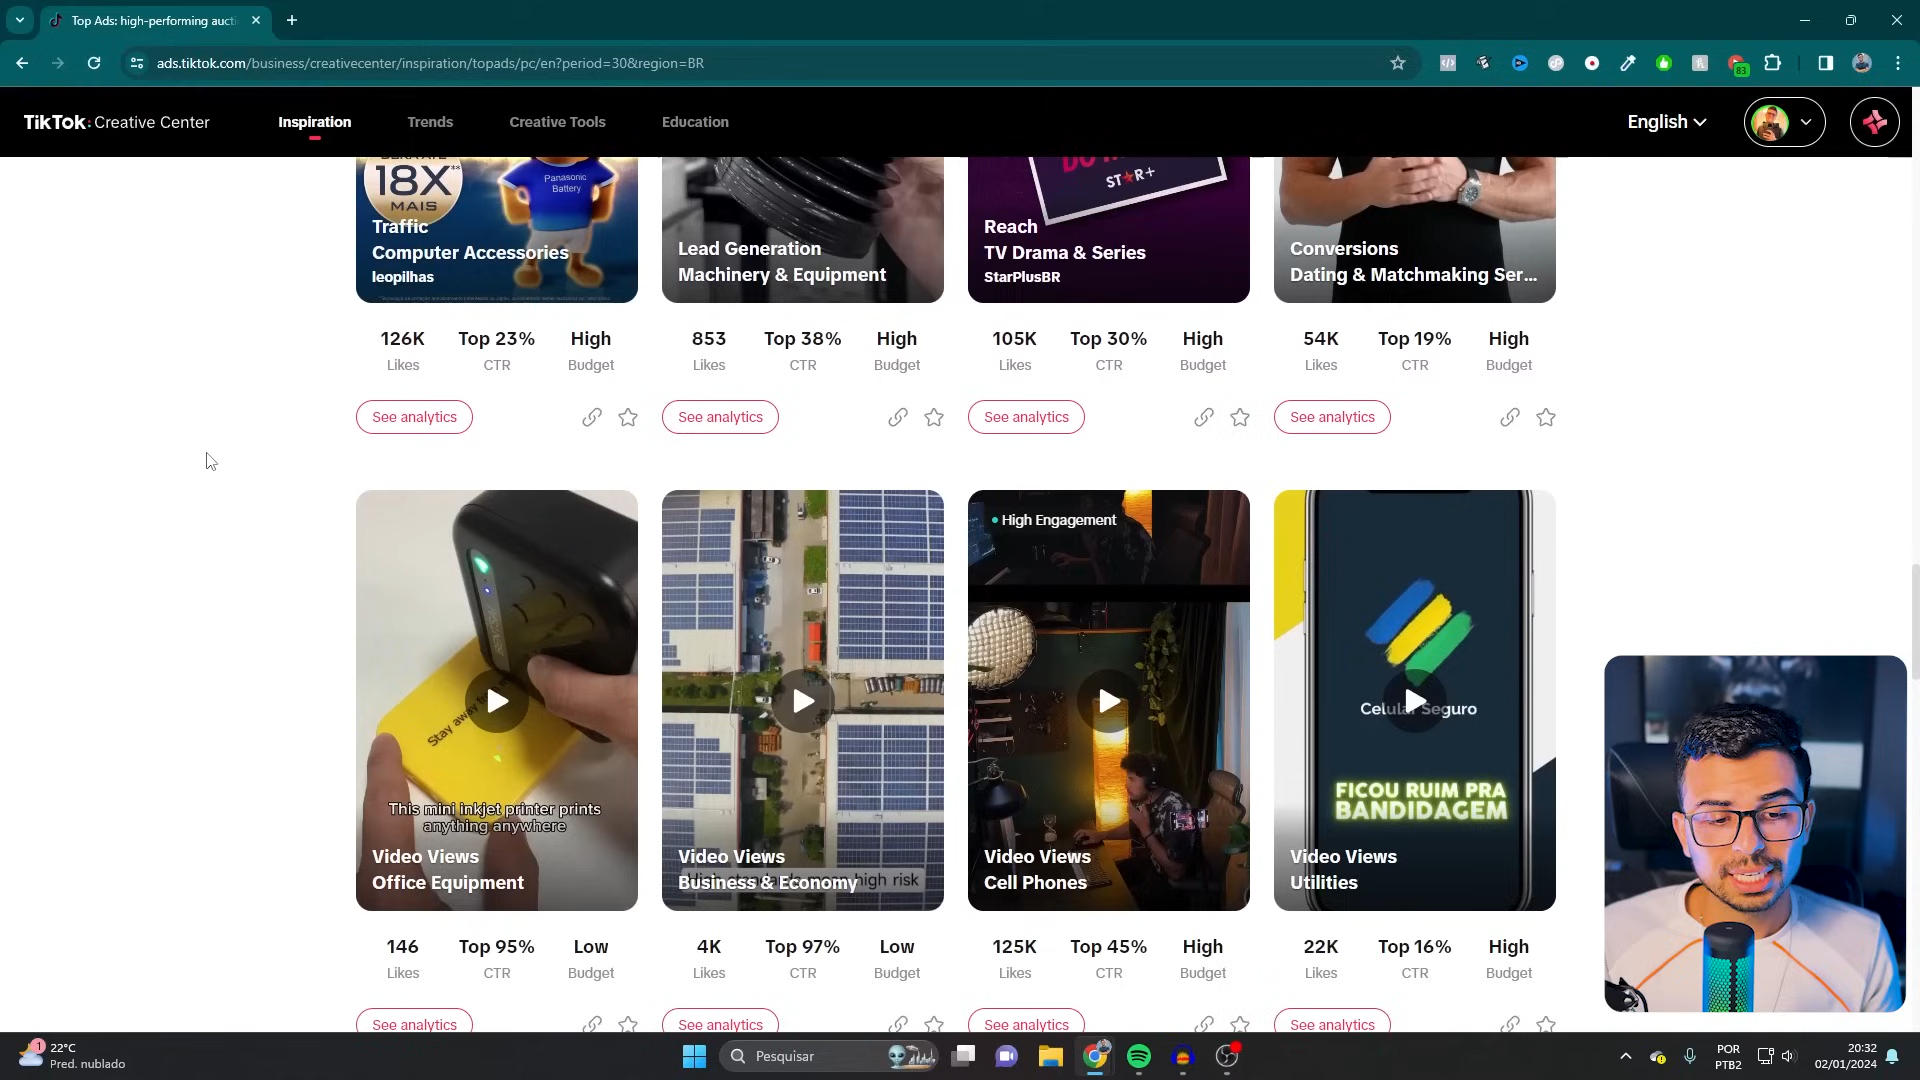 Top Ads: high-performing aucti
ads.tiktok.com/business/creativecenter/inspiration/topads/pc/en?period=30&region=BR
83
TikTok: Creative Center
Inspiration
Trends
Creative Tools
Education
English
18X**
MAIS
Panasonic
Battery
Traffic
Computer Accessories
leopilhas
Lead Generation
Machinery & Equipment
ST★R+
Reach
TV Drama & Series
StarPlusBR
Conversions
Dating & Matchmaking Ser...
126K Top 23% High
Likes CTR Budget
853 Top 38% High
Likes CTR Budget
105K Top 30% High
Likes CTR Budget
54K Top 19% High
Likes CTR Budget
See analytics
See analytics
See analytics
See analytics
Stay away
This mini inkjet printer prints
anything anywhere
Video Views
Office Equipment
Video Views
high risk
Business & Economy
High Engagement
Video Views
Cell Phones
Celular Seguro
FICOU RUIM PRA
BANDIDAGEM
Video Views
Utilities
146 Top 95% Low
Likes CTR Budget
4K Top 97% Low
Likes CTR Budget
125K Top 45% High
Likes CTR Budget
22K Top 16% High
Likes CTR Budget
See analytics
See analytics
See analytics
See analytics
1
22°C
Pred. nublado
Pesquisar
POR
PTB2
20:32
02/01/2024